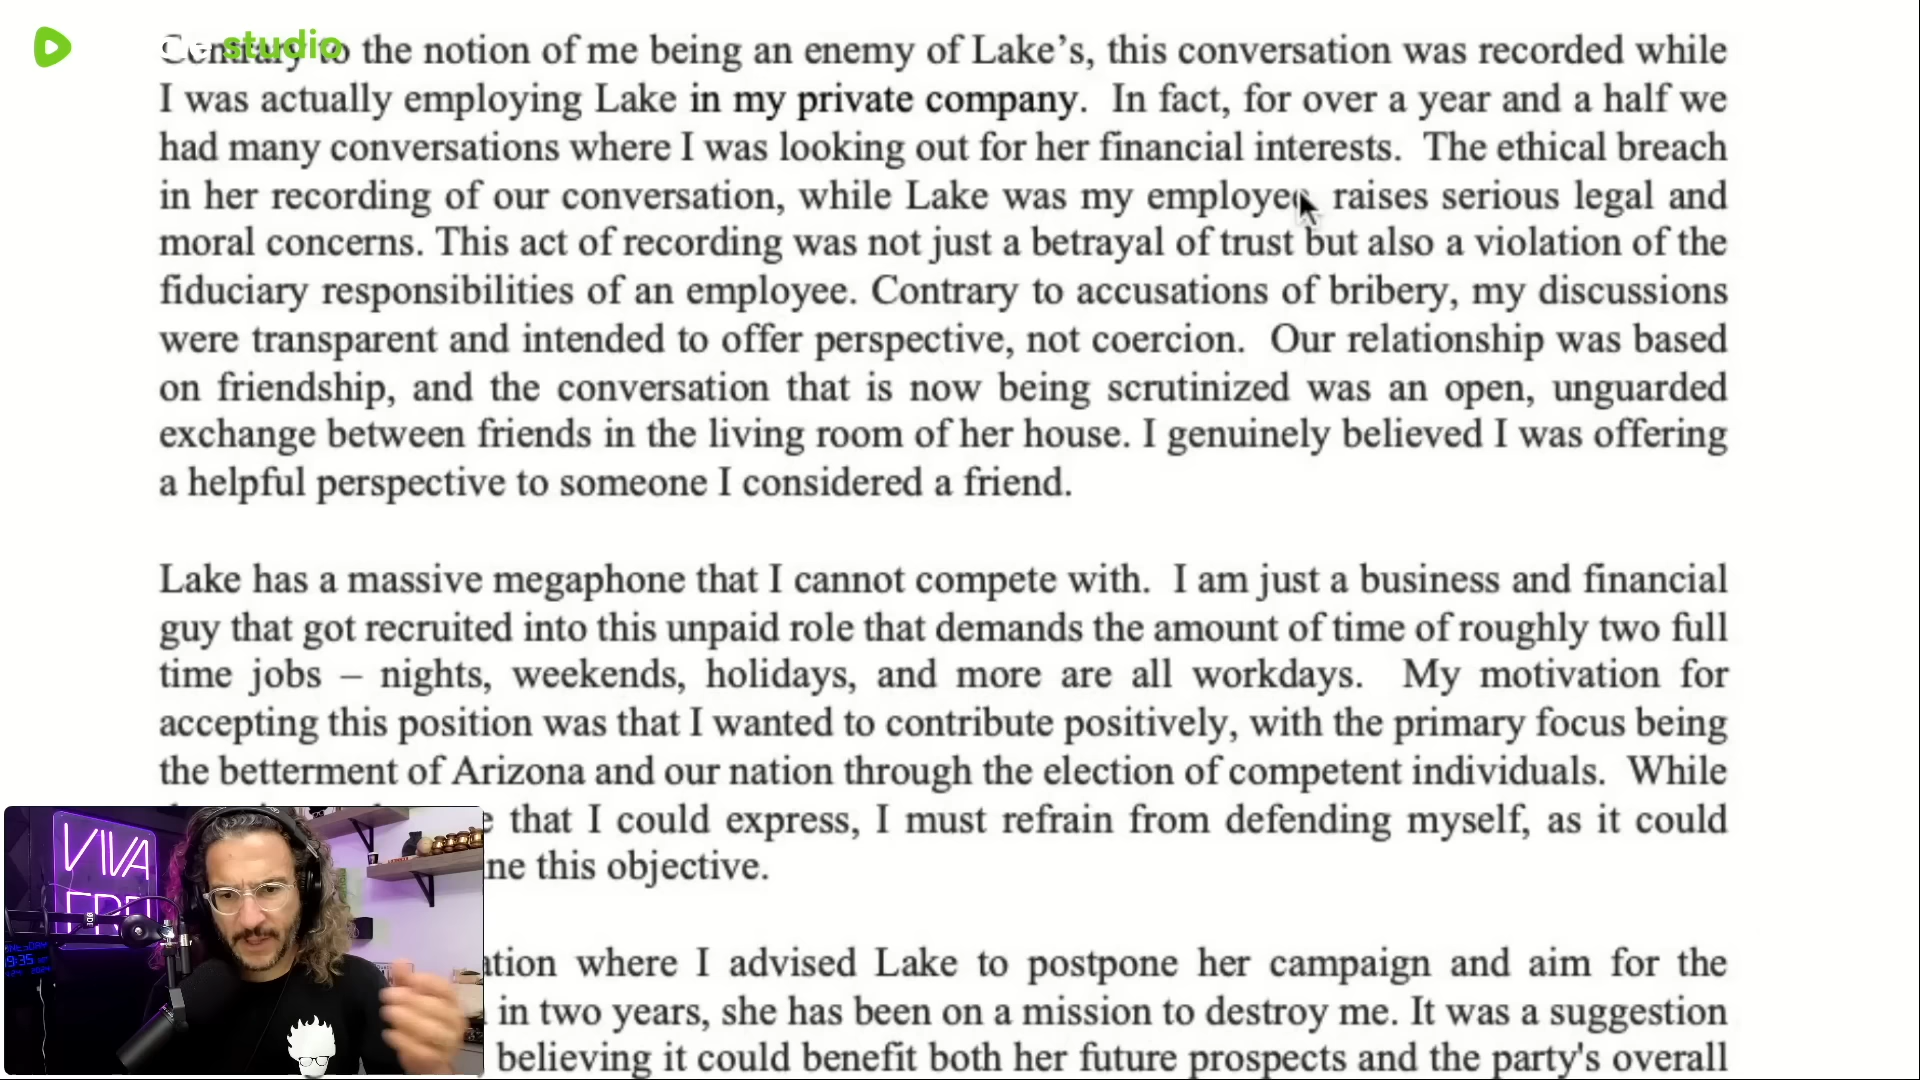 studio
Contrary to the notion of me being an enemy of Lake’s, this conversation was recorded while
I was actually employing Lake in my private company. In fact, for over a year and a half we
had many conversations where I was looking out for her financial interests. The ethical breach
in her recording of our conversation, while Lake was my employee, raises serious legal and
moral concerns. This act of recording was not just a betrayal of trust but also a violation of the
fiduciary responsibilities of an employee. Contrary to accusations of bribery, my discussions
were transparent and intended to offer perspective, not coercion. Our relationship was based
on friendship, and the conversation that is now being scrutinized was an open, unguarded
exchange between friends in the living room of her house. I genuinely believed I was offering
a helpful perspective to someone I considered a friend.
Lake has a massive megaphone that I cannot compete with. I am just a business and financial
guy that got recruited into this unpaid role that demands the amount of time of roughly two full
time jobs – nights, weekends, holidays, and more are all workdays. My motivation for
accepting this position was that I wanted to contribute positively, with the primary focus being
the betterment of Arizona and our nation through the election of competent individuals. While
that I could express, I must refrain from defending myself, as it could
this objective.
where I advised Lake to postpone her campaign and aim for the
in two years, she has been on a mission to destroy me. It was a suggestion
believing it could benefit both her future prospects and the party's overall
VIVA
FRE